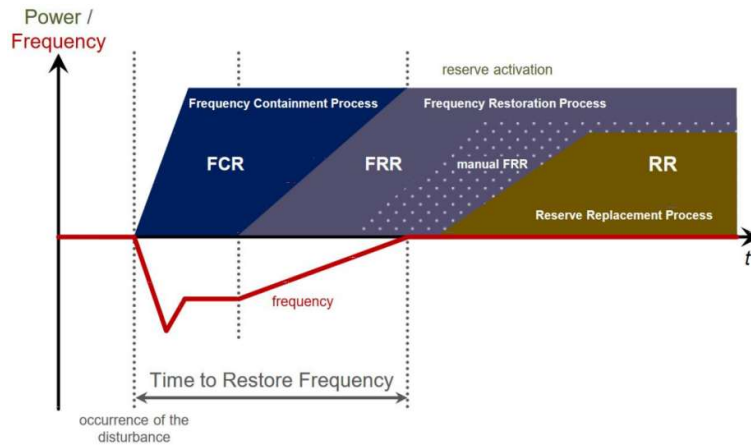 Power /
Frequency
reserve activation
Frequency Containment Process
Frequency Restoration Process
FCR
FRR
manual FRR
RR
Reserve Replacement Process
t
frequency
Time to Restore Frequency
occurrence of the
disturbance